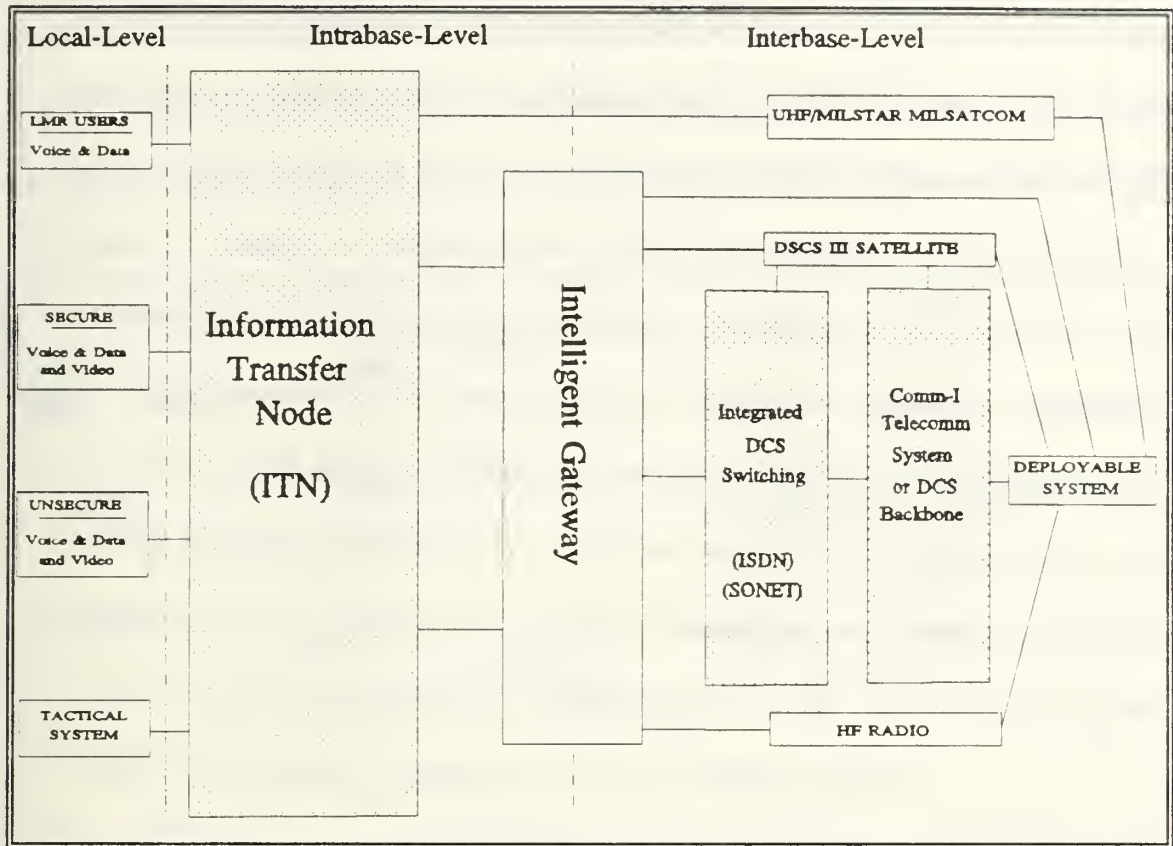 Local-Level
Intrabase-Level
Interbase-Level
LMR USERS
Voice & Data
SECURE
Voice & Data
and Video
UNSECURE
Voice & Data
and Video
TACTICAL
SYSTEM
Information
Transfer
Node
(ITN)
Intelligent Gateway
UHF/MILSTAR MILSATCOM
DSCS III SATELLITE
Integrated
DCS
Switching
(ISDN)
(SONET)
Comm-l
Telecomm
System
or DCS
Backbone
DEPLOYABLE
SYSTEM
HF RADIO